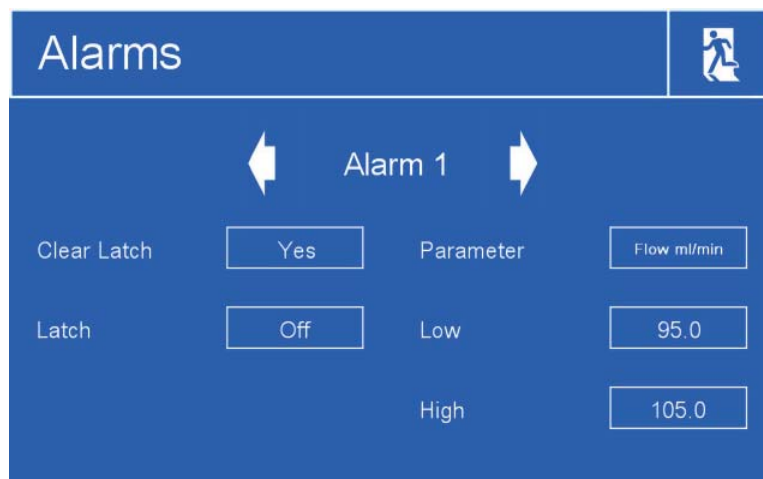 Alarms
Alarm 1
Clear Latch Yes Parameter Flow ml/min
Latch Off Low 95.0
High 105.0